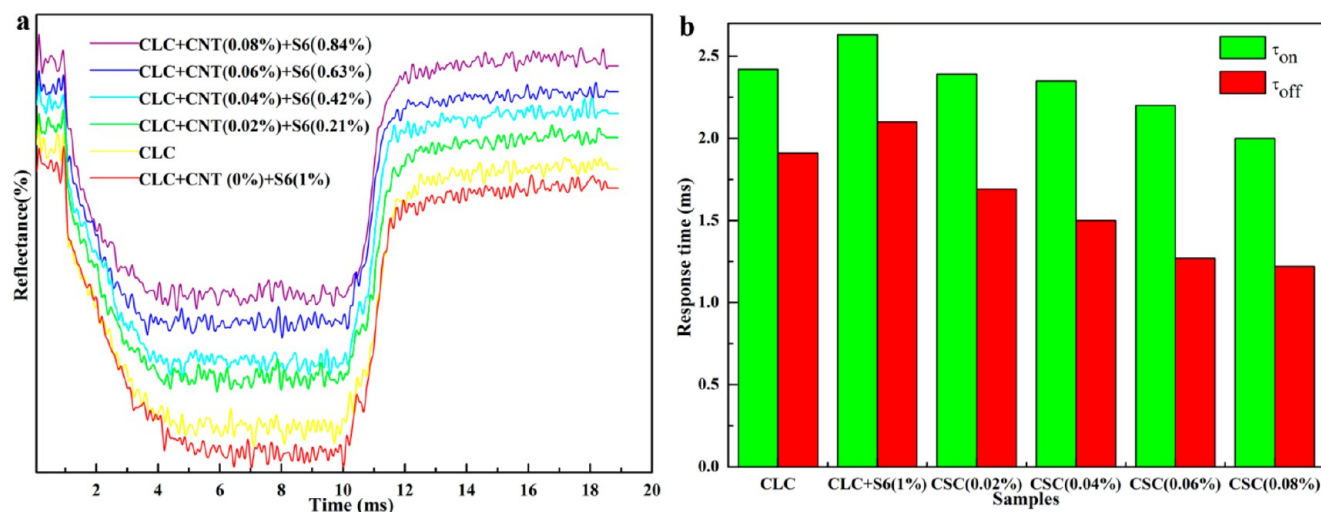 a
CLC+CNT(0.08%)+S6(0.84%)
CLC+CNT(0.06%)+S6(0.63%)
CLC+CNT(0.04%)+S6(0.42%)
CLC+CNT(0.02%)+S6(0.21%)
CLC
CLC+CNT (0%)+S6(1%)
Reflectance(%)
2 4 6 8 10 12 14 16 18 20
Time (ms)
b
τon
τoff
2.5
2.0
1.5
1.0
0.5
0.0
Response time (ms)
CLC CLC+S6(1%) CSC(0.02%) CSC(0.04%) CSC(0.06%) CSC(0.08%)
Samples